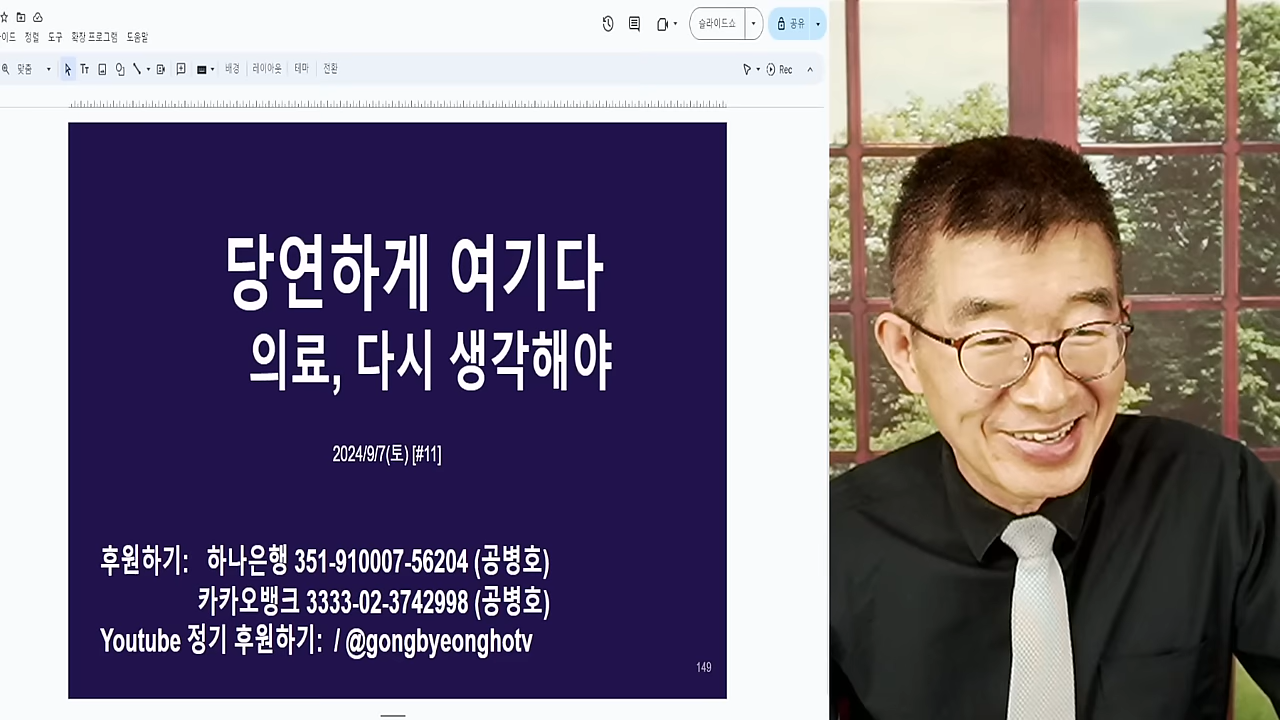 이드 정렬 도구 확장 프로그램 도움말
슬라이드쇼
공유
맞춤
배경
레이아웃
테마
전환
Rec
당연하게 여기다
의료, 다시 생각해야
2024/9/7(토) [#11]
후원하기: 하나은행 351-910007-56204 (공병호)
카카오뱅크 3333-02-3742998 (공병호)
Youtube 정기 후원하기: / @gongbyeonghotv
149